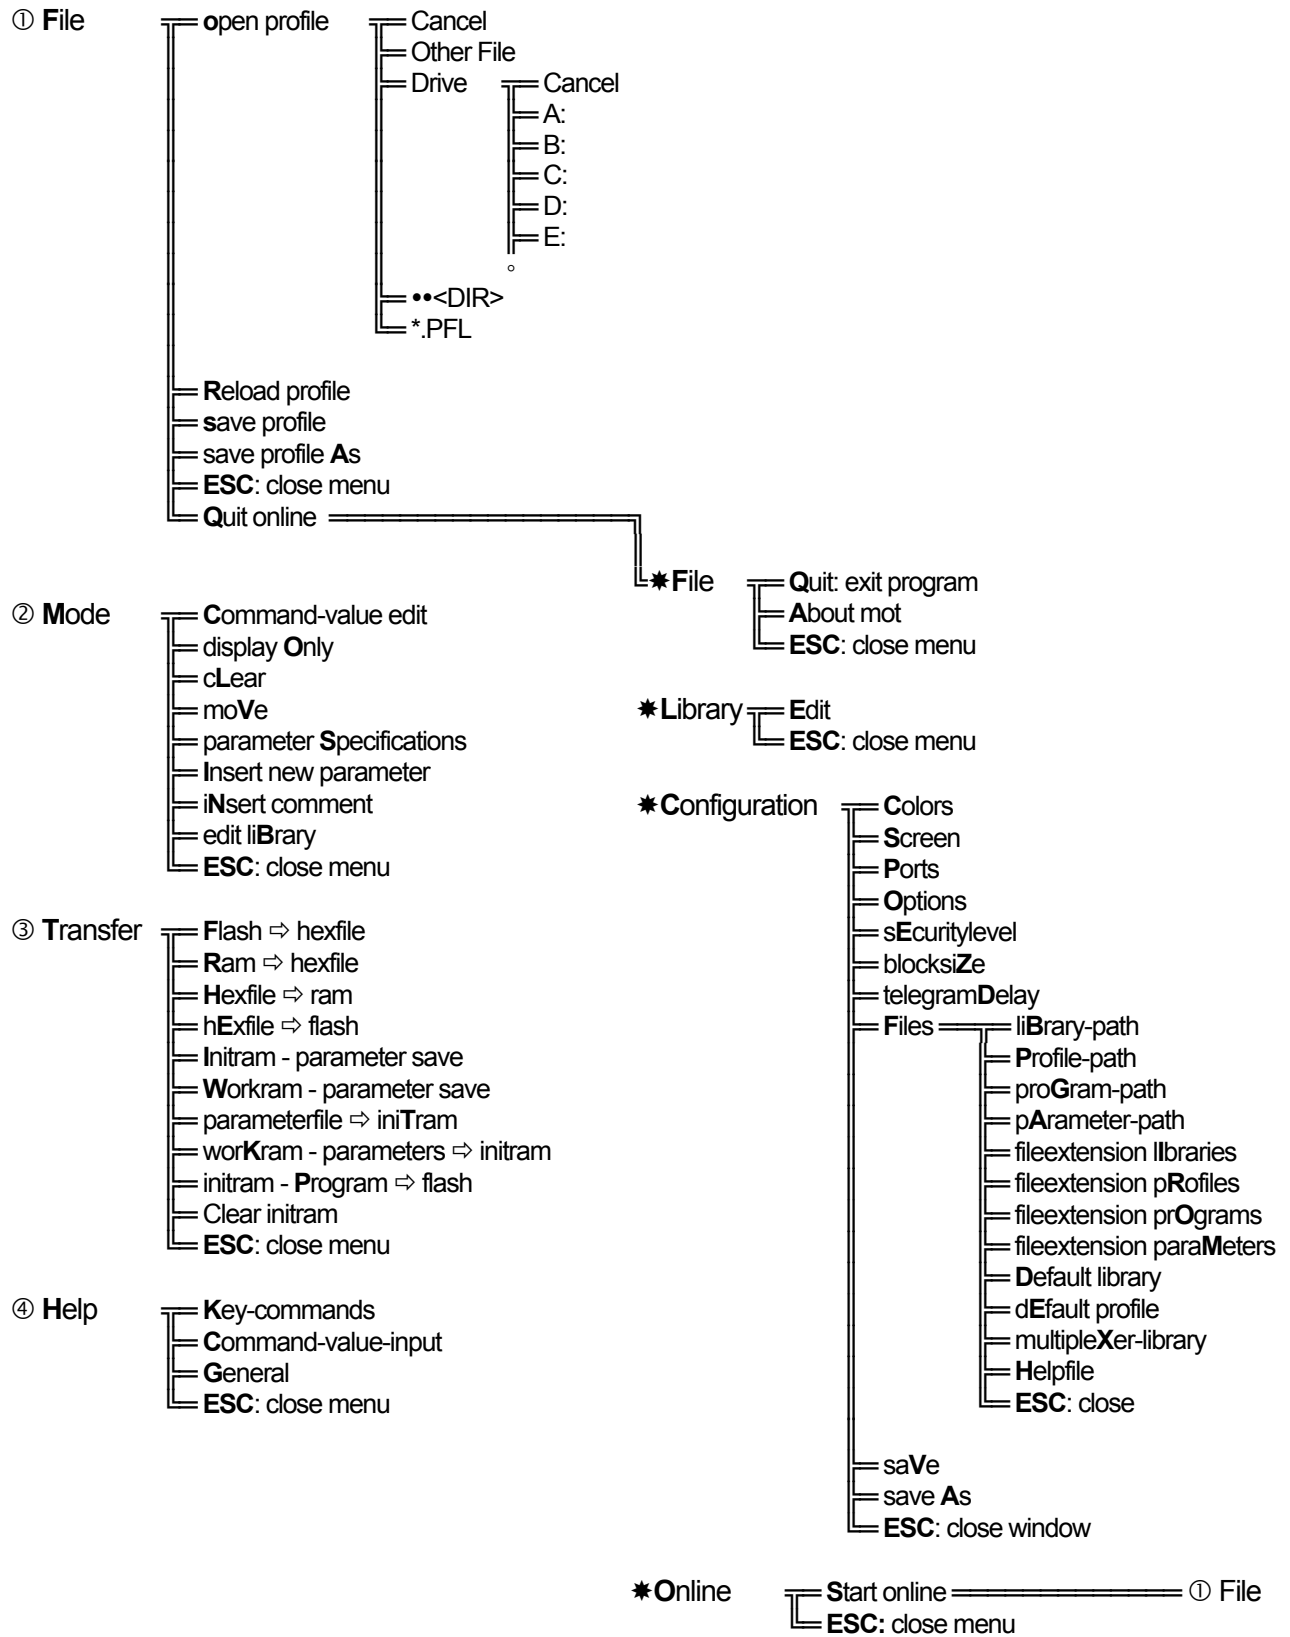 ① File open profile Cancel
Other File
Drive Cancel
A:
B:
C:
D:
E:
°
••<DIR>
*.PFL
Reload profile
save profile
save profile As
ESC: close menu
Quit online
✸File Quit: exit program
About mot
ESC: close menu
② Mode Command-value edit
display Only
cLear
moVe
parameter Specifications
Insert new parameter
iNsert comment
edit liBrary
ESC: close menu
✸Library Edit
ESC: close menu
✸Configuration Colors
Screen
Ports
Options
sEcuritylevel
blocksiZe
telegramDelay
Files liBrary-path
Profile-path
proGram-path
pArameter-path
fileextension lIbraries
fileextension pRofiles
fileextension prOgrams
fileextension paraMeters
Default library
dEfault profile
multipleXer-library
Helpfile
ESC: close
saVe
save As
ESC: close window
③ Transfer Flash ⇨ hexfile
Ram ⇨ hexfile
Hexfile ⇨ ram
hExfile ⇨ flash
Initram - parameter save
Workram - parameter save
parameterfile ⇨ iniTram
worKram - parameters ⇨ initram
initram - Program ⇨ flash
Clear initram
ESC: close menu
④ Help Key-commands
Command-value-input
General
ESC: close menu
✸Online Start online ① File
ESC: close menu